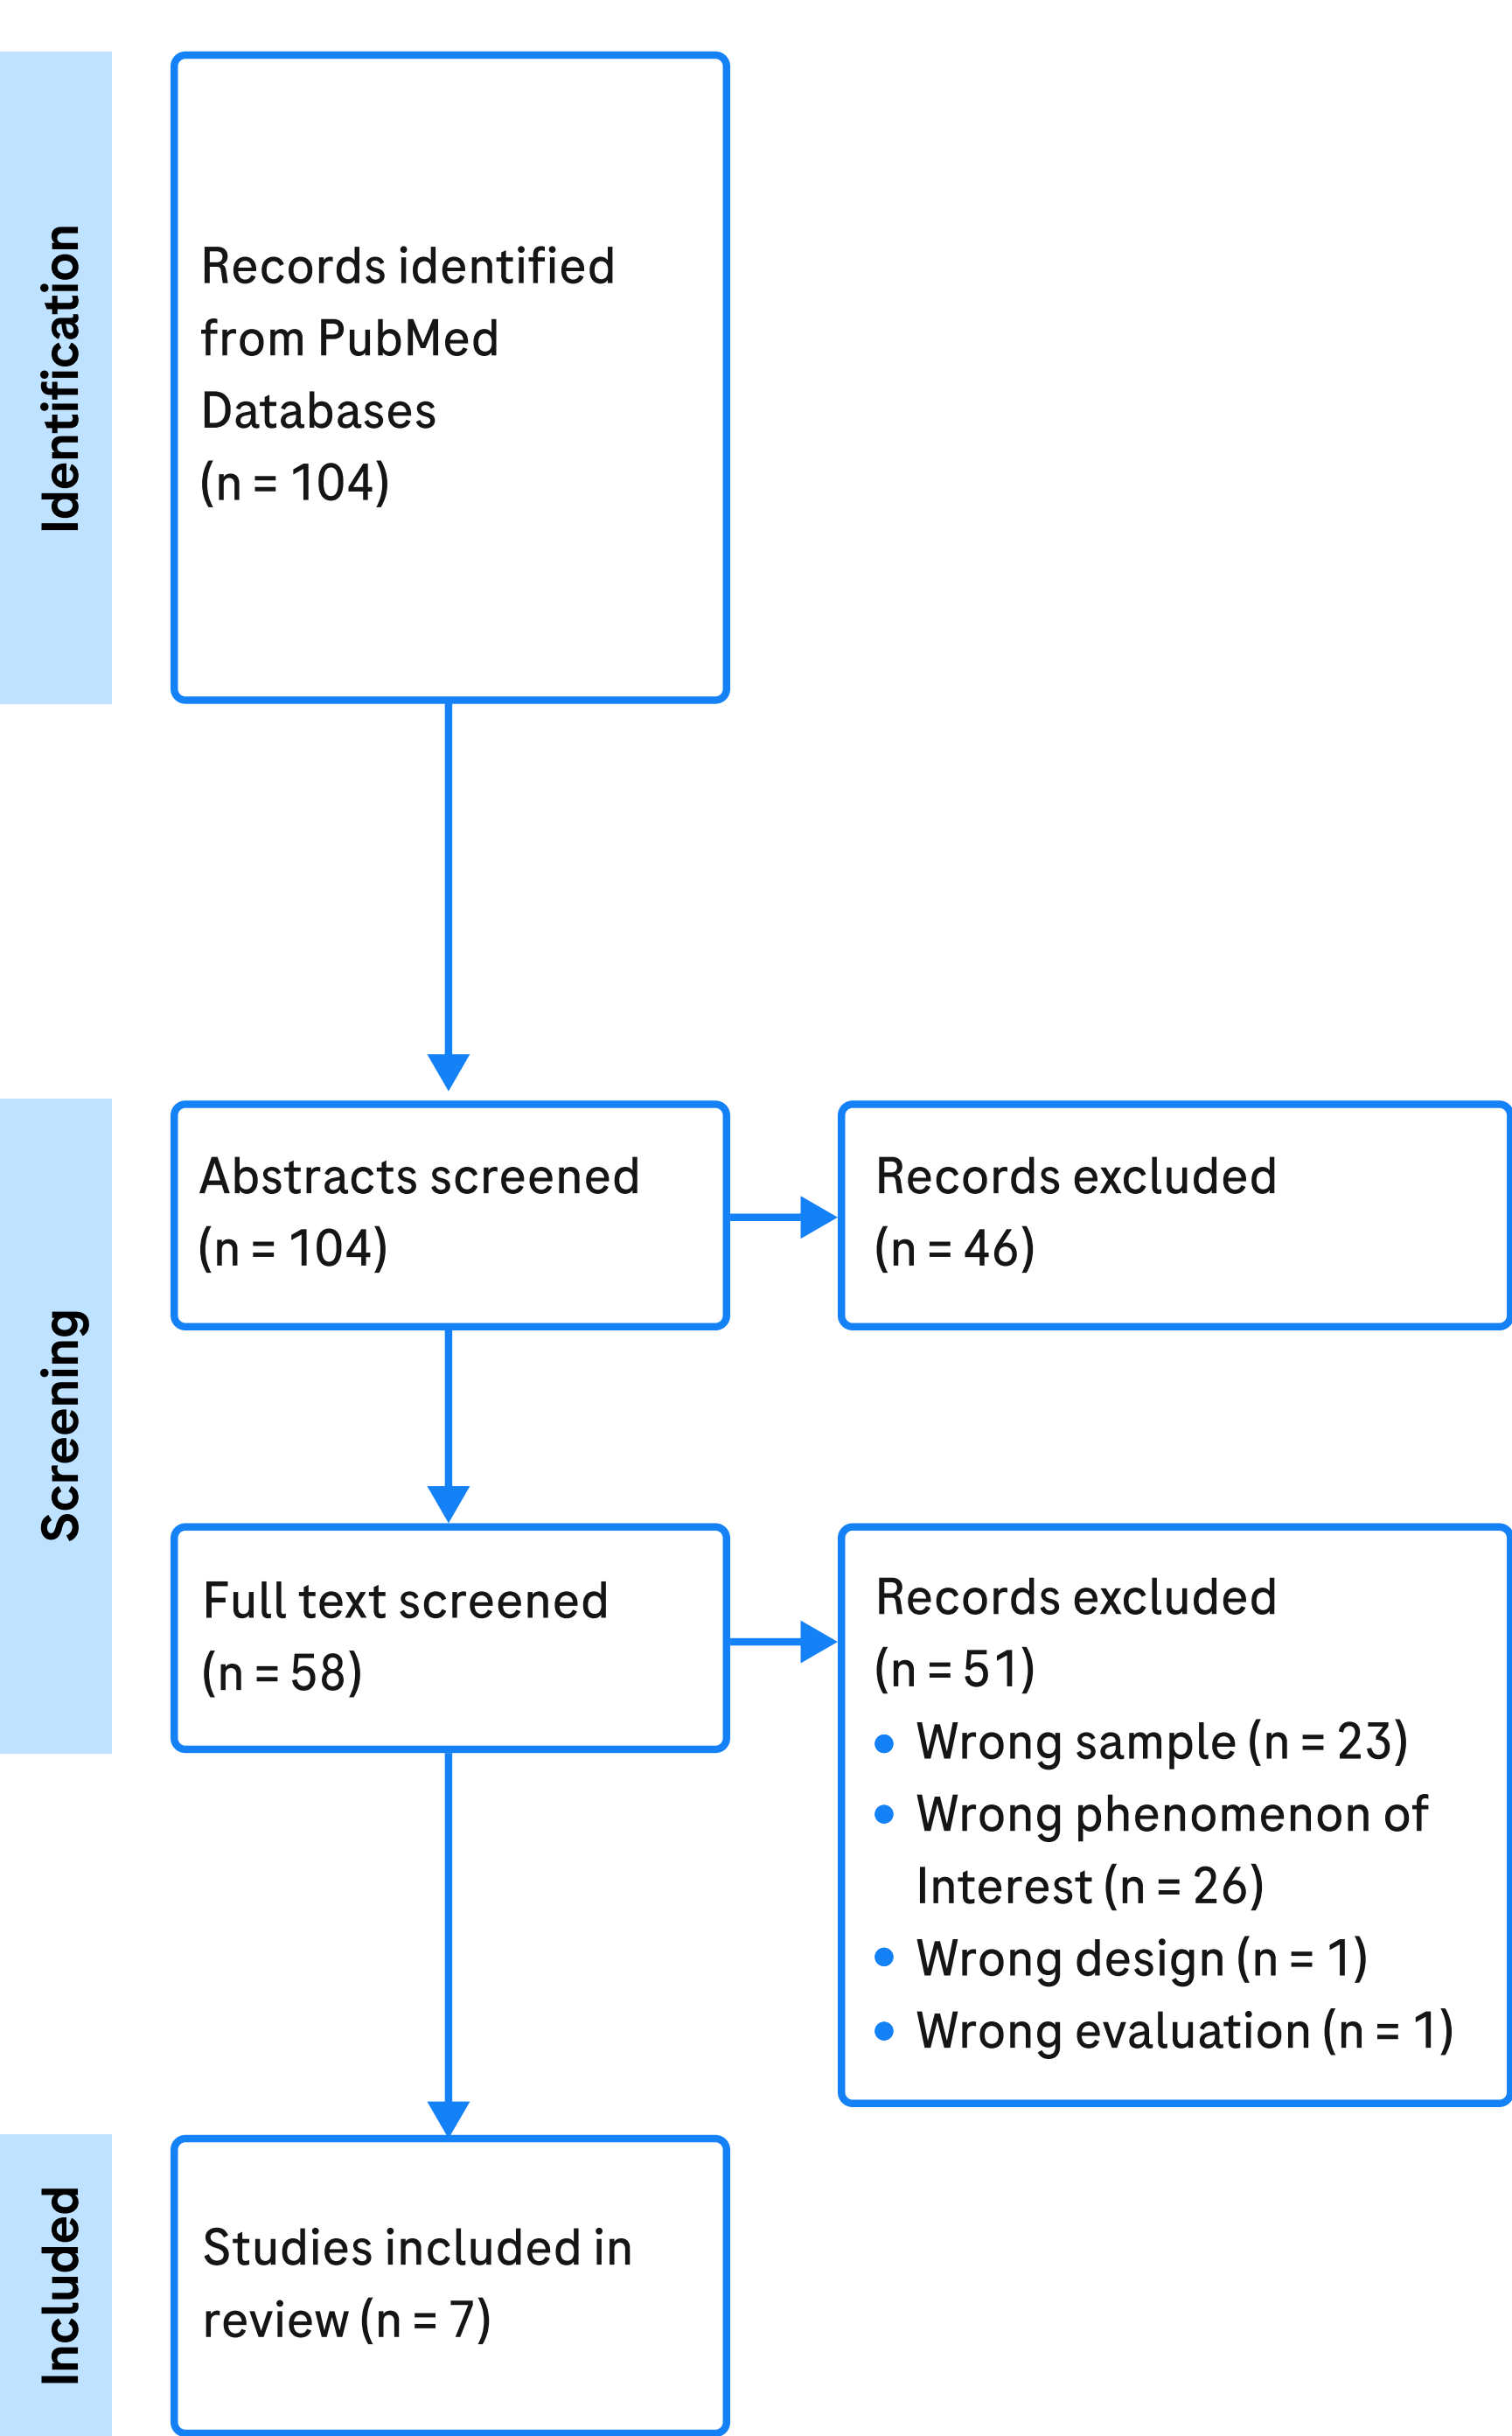 Identification
Records identified
from PubMed
Databases
(n = 104)
Screening
Abstracts screened
(n = 104)
Records excluded
(n = 46)
Full text screened
(n = 58)
Records excluded
(n = 51)
Wrong sample (n = 23)
Wrong phenomenon of
Interest (n = 26)
Wrong design (n = 1)
Wrong evaluation (n = 1)
Included
Studies included in
review (n = 7)